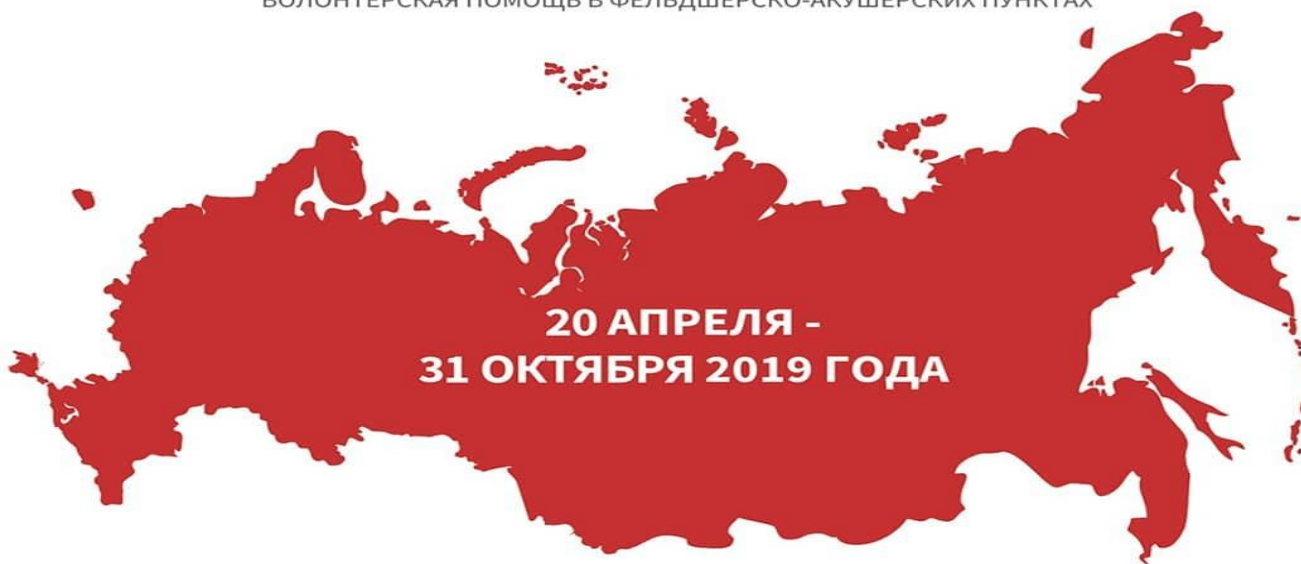 ВОЛОНТЕРСКАЯ ПОМОЩЬ В ФЕЛЬДШЕРСКО-АКУШЕРСКИХ ПУНКТАХ
20 АПРЕЛЯ -
31 ОКТЯБРЯ 2019 ГОДА